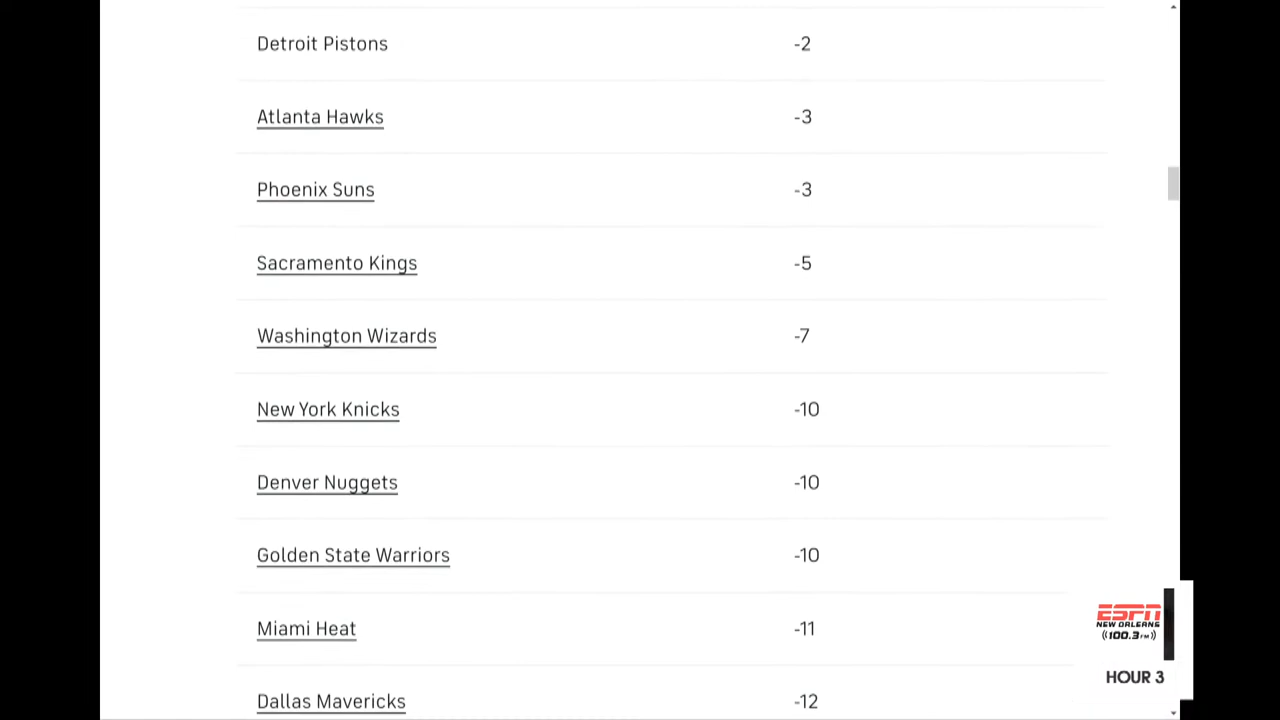 Detroit Pistons -2
Atlanta Hawks -3
Phoenix Suns -3
Sacramento Kings -5
Washington Wizards -7
New York Knicks -10
Denver Nuggets -10
Golden State Warriors -10
Miami Heat -11
Dallas Mavericks -12
ESPN
NEW ORLEANS
((100.3 FM))
HOUR 3